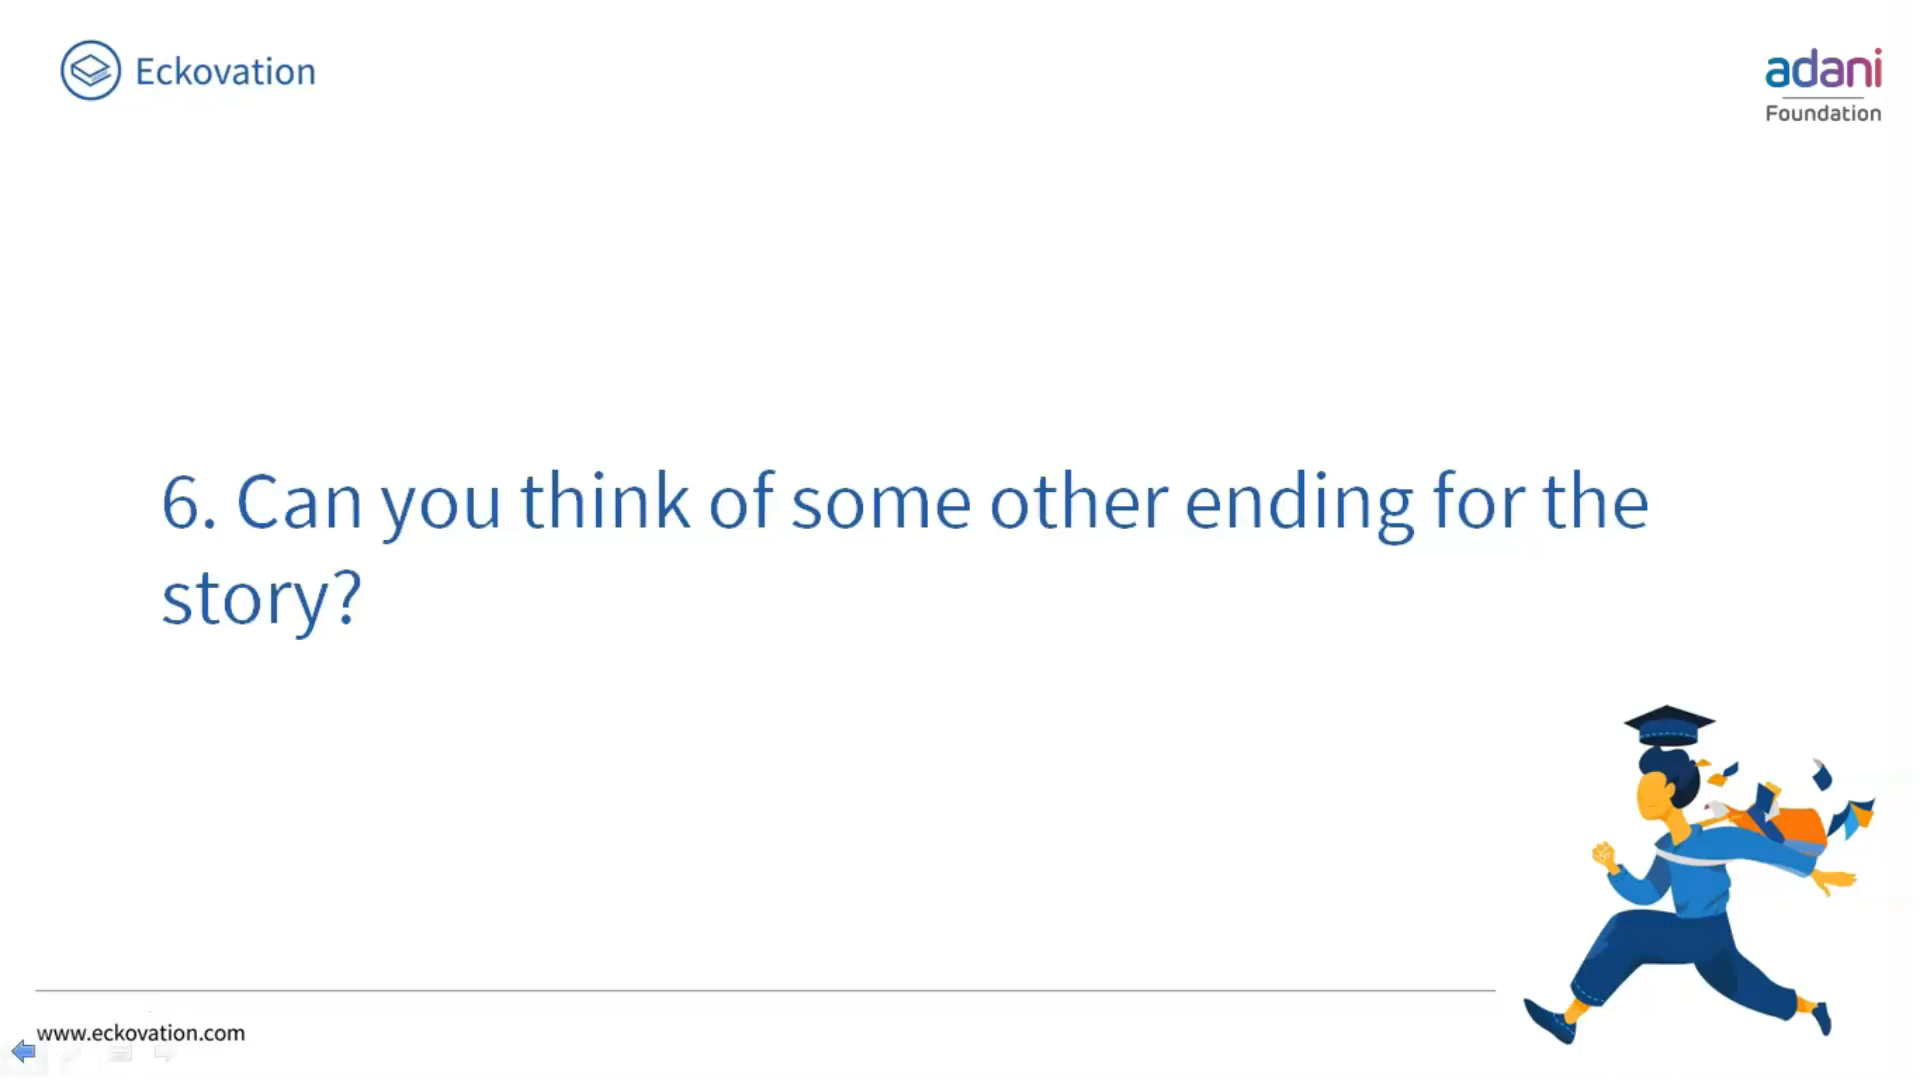 Eckovation
adani
Foundation
6. Can you think of some other ending for the
story?
www.eckovation.com